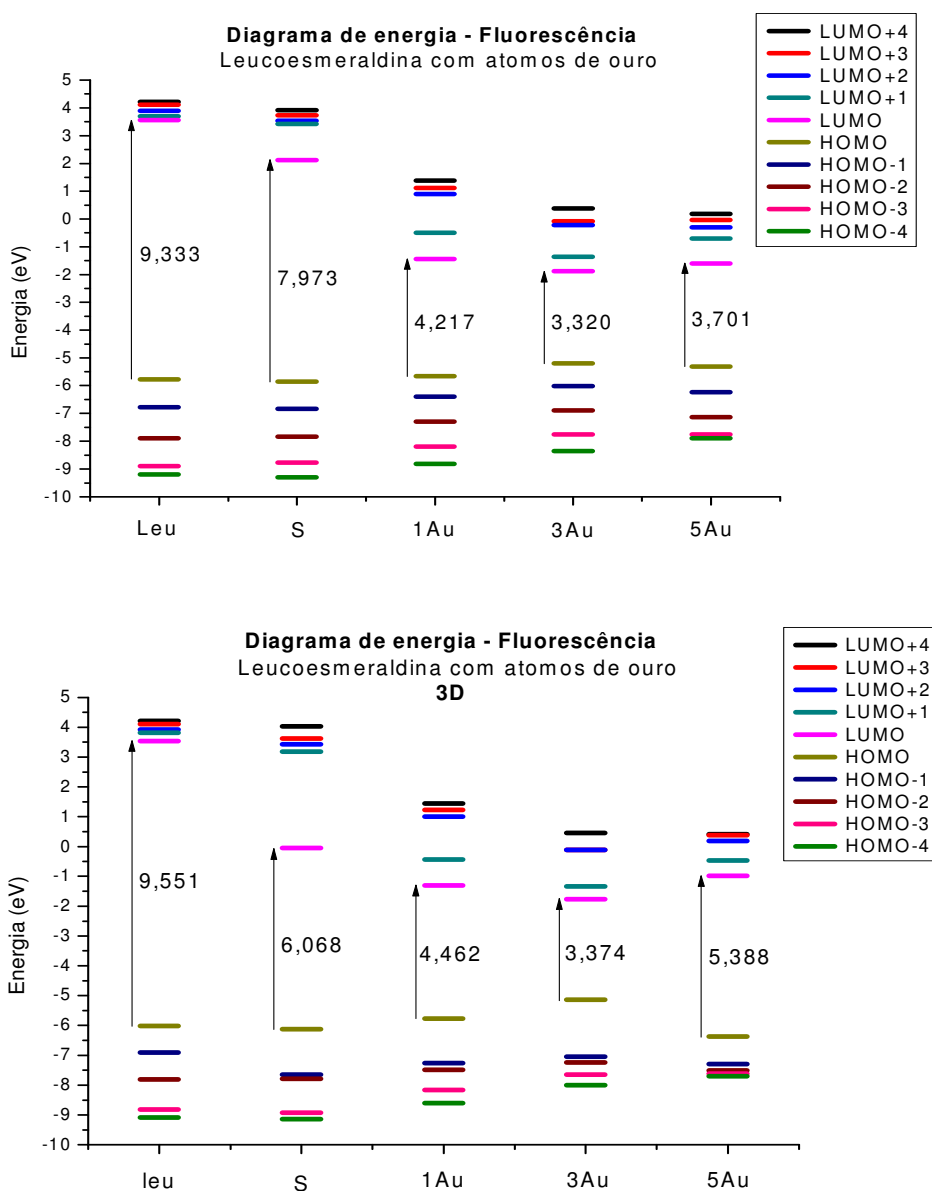 Diagrama de energia - Fluorescência
Leucoesmeraldina com atomos de ouro
LUMO+4
LUMO+3
LUMO+2
LUMO+1
LUMO
HOMO
HOMO-1
HOMO-2
HOMO-3
HOMO-4
Energia (eV)
5
4
3
2
1
0
-1
-2
-3
-4
-5
-6
-7
-8
-9
-10
9,333
7,973
4,217
3,320
3,701
Leu
S
1Au
3Au
5Au
Diagrama de energia - Fluorescência
Leucoesmeraldina com atomos de ouro
3D
LUMO+4
LUMO+3
LUMO+2
LUMO+1
LUMO
HOMO
HOMO-1
HOMO-2
HOMO-3
HOMO-4
Energia (eV)
5
4
3
2
1
0
-1
-2
-3
-4
-5
-6
-7
-8
-9
-10
9,551
6,068
4,462
3,374
5,388
leu
S
1Au
3Au
5Au